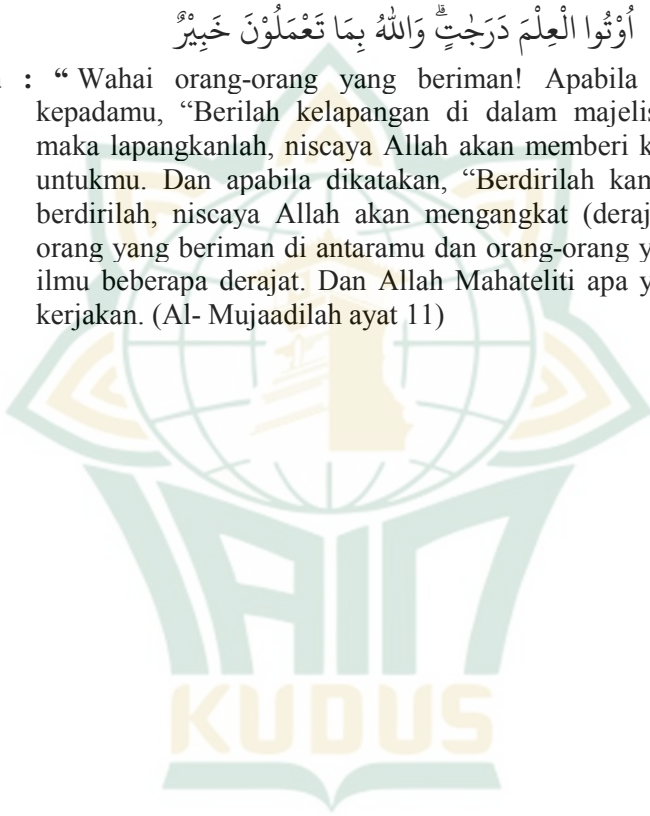 اُوْتُوا الْعِلْمَ دَرَجٰتٍۗ وَاللّٰهُ بِمَا تَعْمَلُوْنَ خَبِيْرٌ
: “ Wahai orang-orang yang beriman! Apabila
kepadamu, “Berilah kelapangan di dalam majelis
maka lapangkanlah, niscaya Allah akan memberi
untukmu. Dan apabila dikatakan, “Berdirilah
berdirilah, niscaya Allah akan mengangkat
orang yang beriman di antaramu dan orang-orang
ilmu beberapa derajat. Dan Allah Mahateliti apa
kerjakan. (Al- Mujaadilah ayat 11)
IAIN
KUDUS